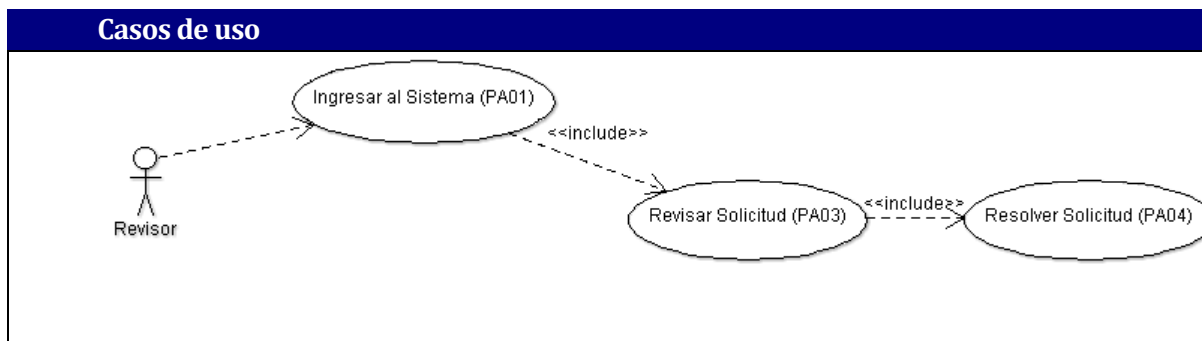 Casos de uso
Ingresar al Sistema (PA01)
<<include>>
Revisor
Revisar Solicitud (PA03)
<<include>>
Resolver Solicitud (PA04)